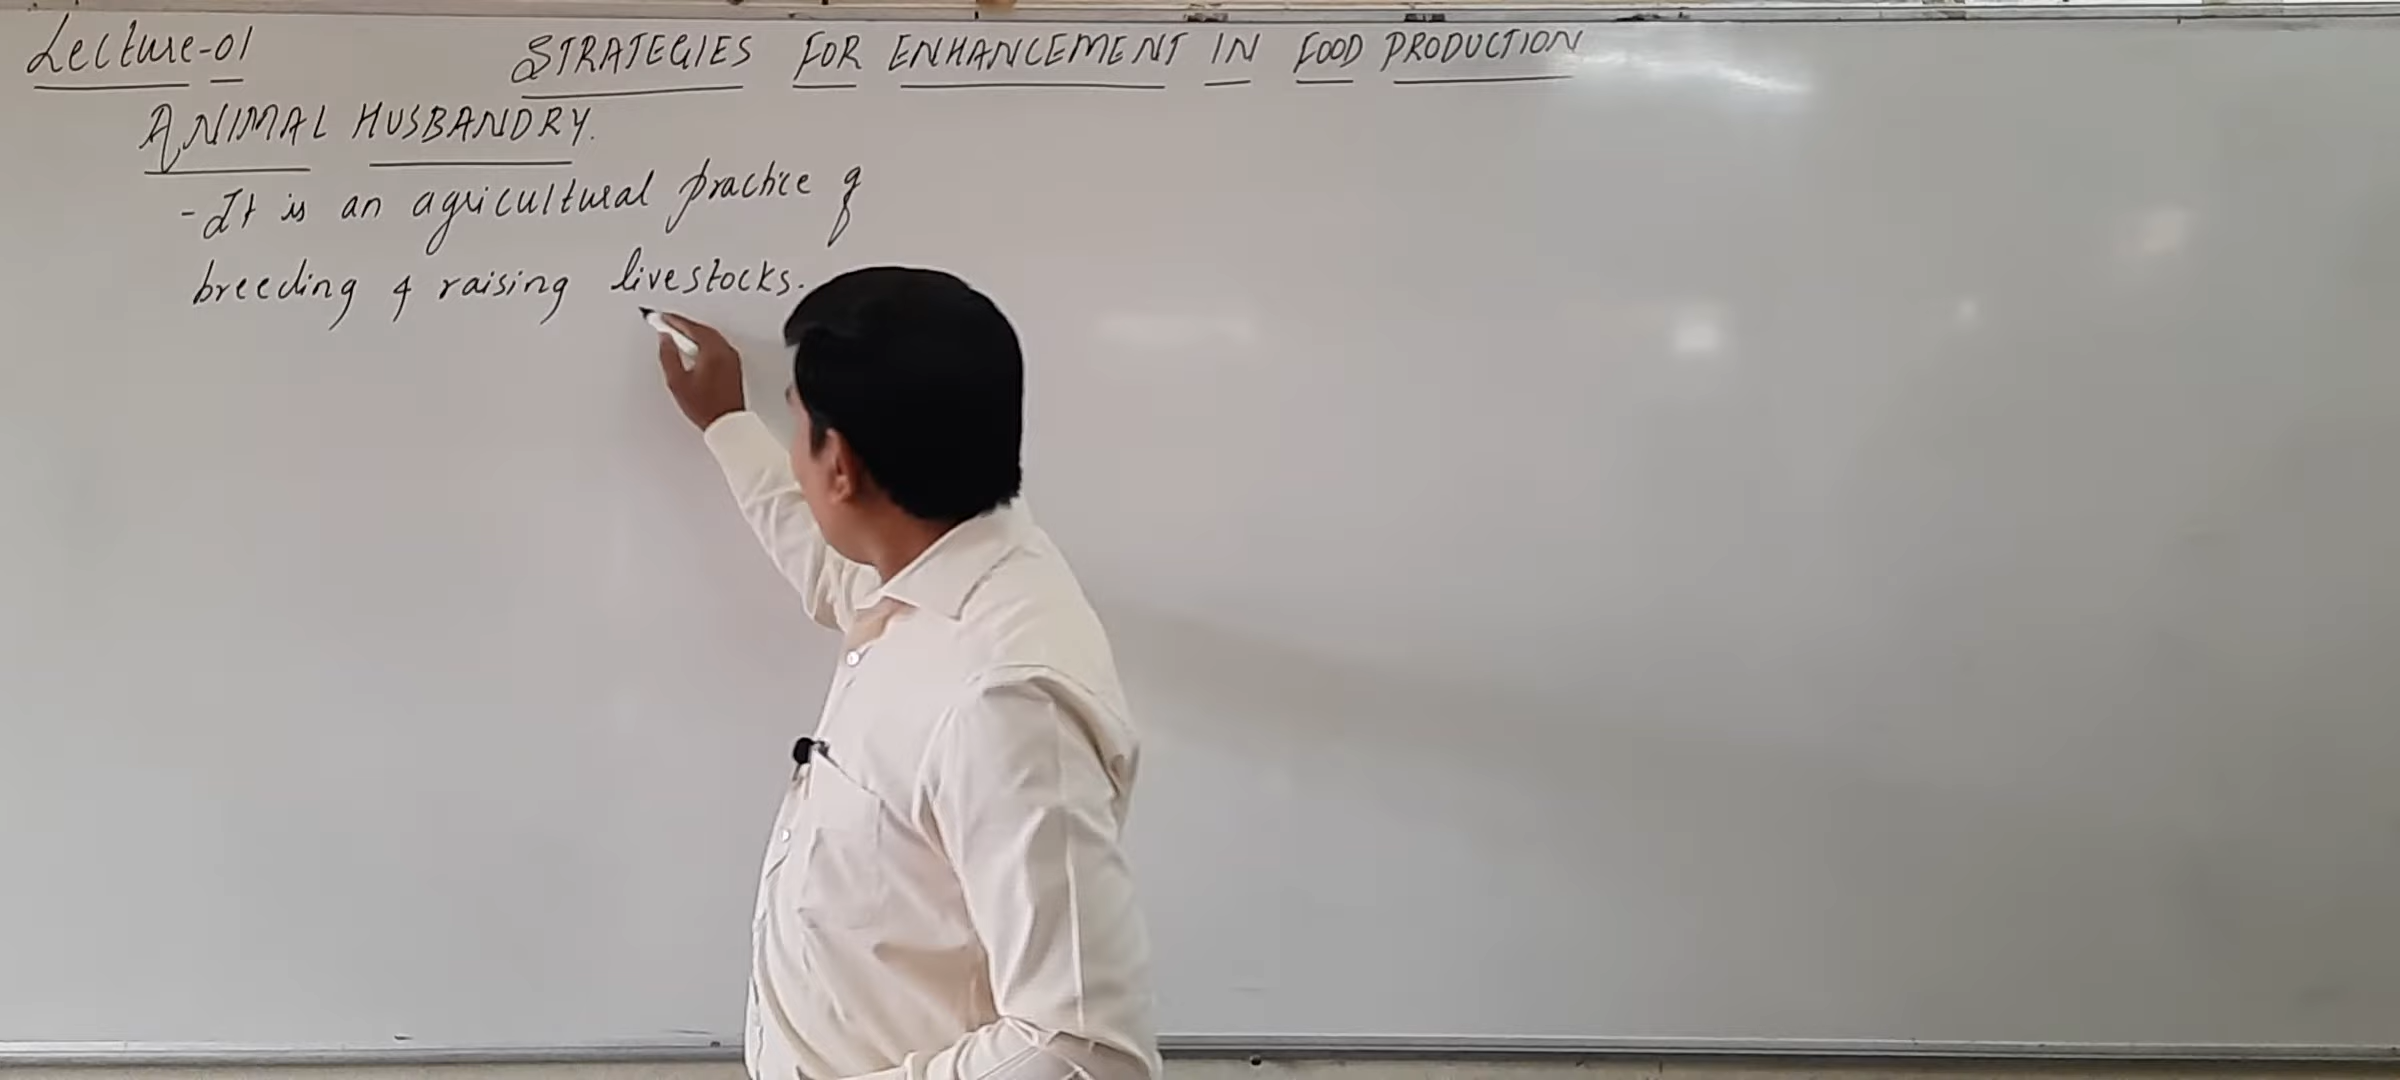 Lecture-01
STRATEGIES FOR ENHANCEMENT IN FOOD PRODUCTION
ANIMAL HUSBANDRY.
- It is an agricultural practice of
breeding & raising livestocks.